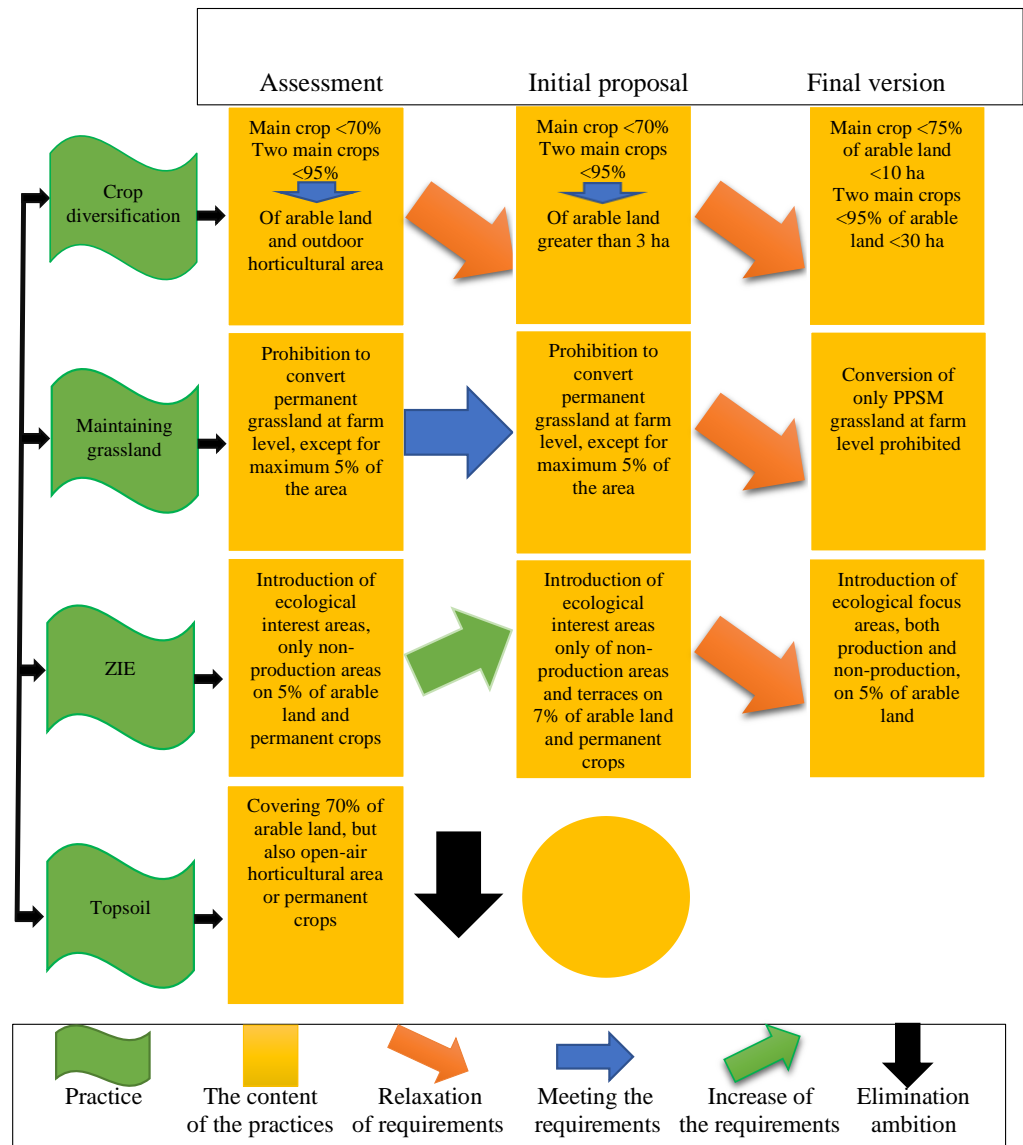 Assessment
Initial proposal
Final version
Crop
diversification
Main crop <70%
Two main crops
<95%
Of arable land
and outdoor
horticultural area
Main crop <70%
Two main crops
<95%
Of arable land
greater than 3 ha
Main crop <75%
of arable land
<10 ha
Two main crops
<95% of arable
land <30 ha
Maintaining
grassland
Prohibition to
convert
permanent
grassland at farm
level, except for
maximum 5% of
the area
Prohibition to
convert
permanent
grassland at farm
level, except for
maximum 5% of
the area
Conversion of
only PPSM
grassland at farm
level prohibited
ZIE
Introduction of
ecological
interest areas,
only non-
production areas
on 5% of arable
land and
permanent crops
Introduction of
ecological
interest areas
only of non-
production areas
and terraces on
7% of arable land
and permanent
crops
Introduction of
ecological focus
areas, both
production and
non-production,
on 5% of arable
land
Topsoil
Covering 70% of
arable land, but
also open-air
horticultural area
or permanent
crops
Practice
The content
of the practices
Relaxation
of requirements
Meeting the
requirements
Increase of
the requirements
Elimination
ambition